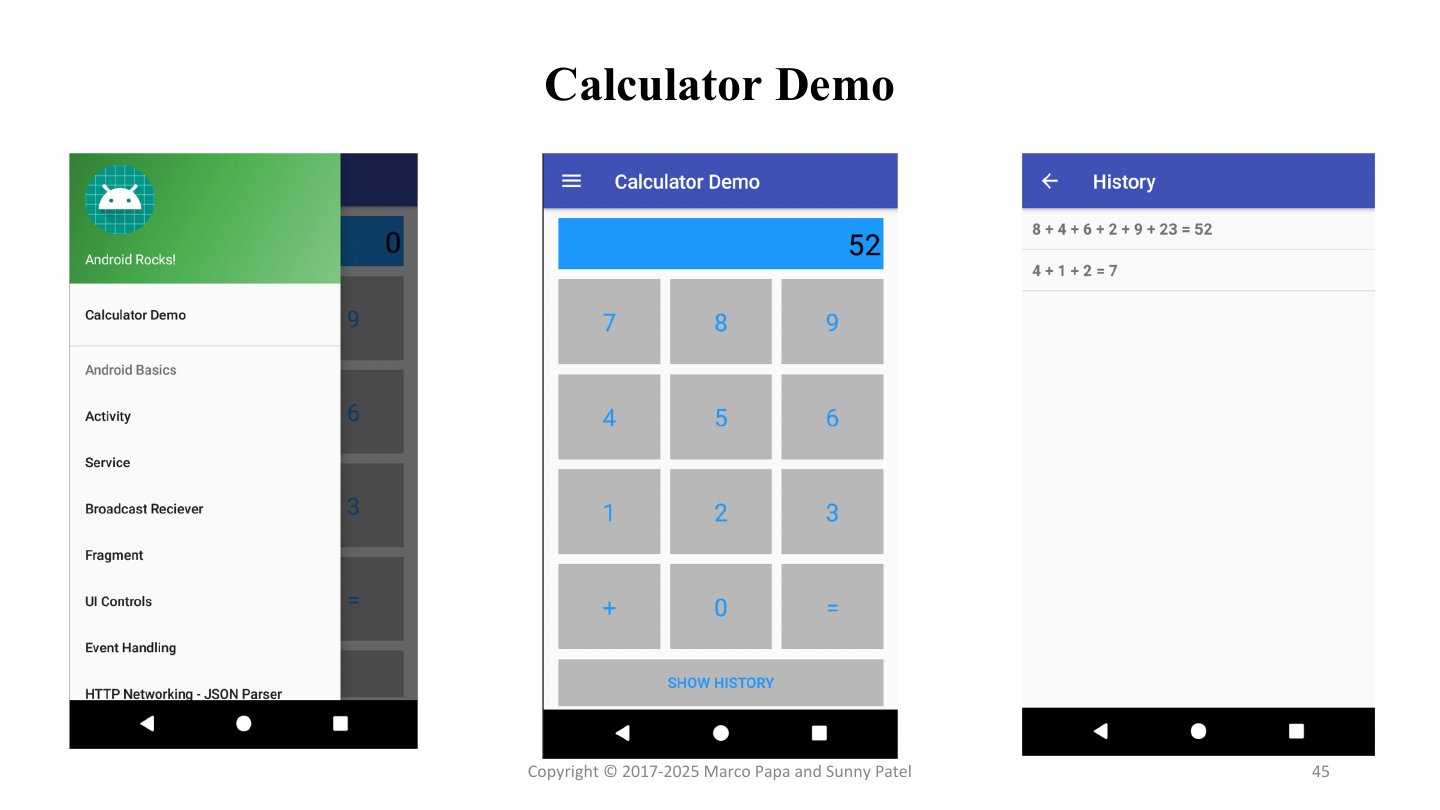 Calculator Demo
Android Rocks!
0
Calculator Demo
9
Android Basics
Activity
6
Service
Broadcast Reciever
3
Fragment
UI Controls
=
Event Handling
HTTP Networking - JSON Parser
Calculator Demo
52
7 8 9
4 5 6
1 2 3
+ 0 =
SHOW HISTORY
History
8 + 4 + 6 + 2 + 9 + 23 = 52
4 + 1 + 2 = 7
Copyright © 2017-2025 Marco Papa and Sunny Patel
45